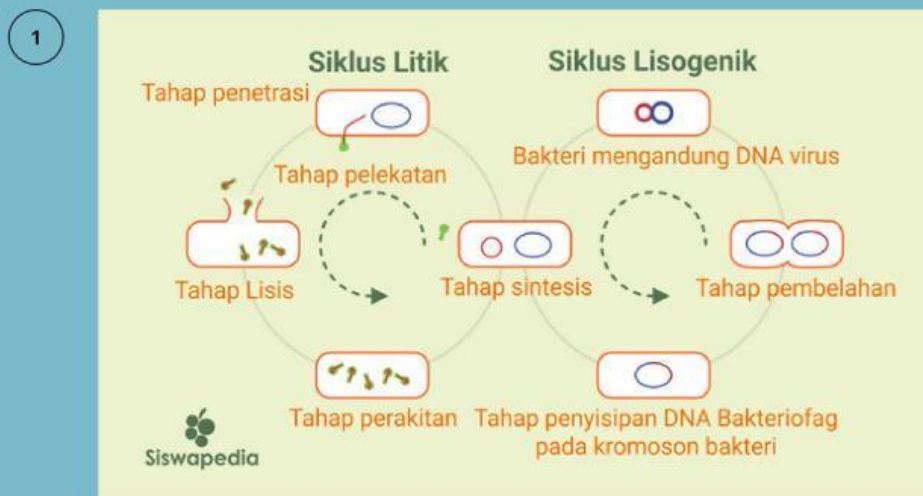 1
Siklus Litik
Siklus Lisogenik
Tahap penetrasi
Tahap pelekatan
Bakteri mengandung DNA virus
Tahap Lisis
Tahap sintesis
Tahap pembelahan
Tahap perakitan
Tahap penyisipan DNA Bakteriofag
pada kromoson bakteri
Siswapedia